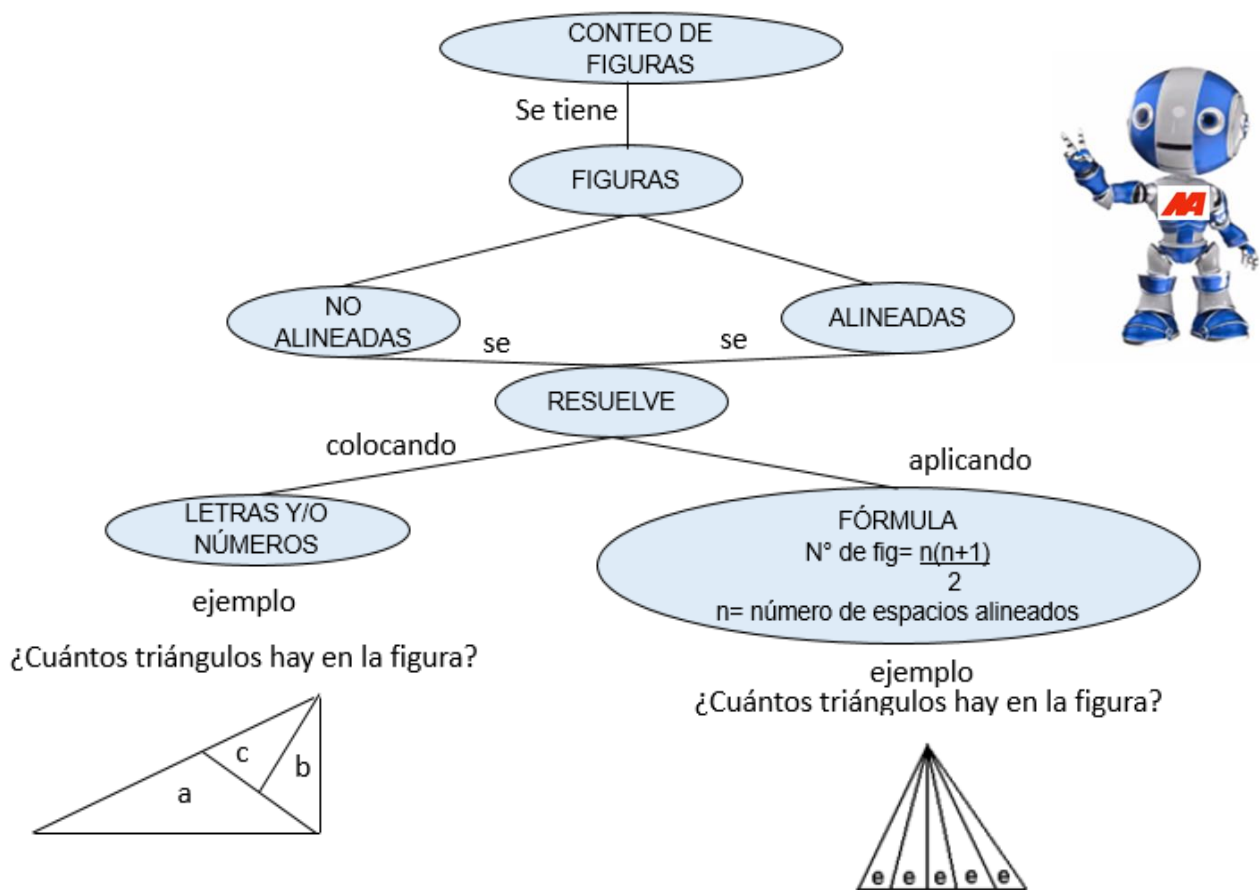 CONTEO DE
FIGURAS
Se tiene
FIGURAS
NO
ALINEADAS
ALINEADAS
se
se
RESUELVE
colocando
aplicando
LETRAS Y/O
NÚMEROS
FÓRMULA
N° de fig= n(n+1)
2
n= número de espacios alineados
ejemplo
¿Cuántos triángulos hay en la figura?
c
b
a
ejemplo
¿Cuántos triángulos hay en la figura?
e e e e e